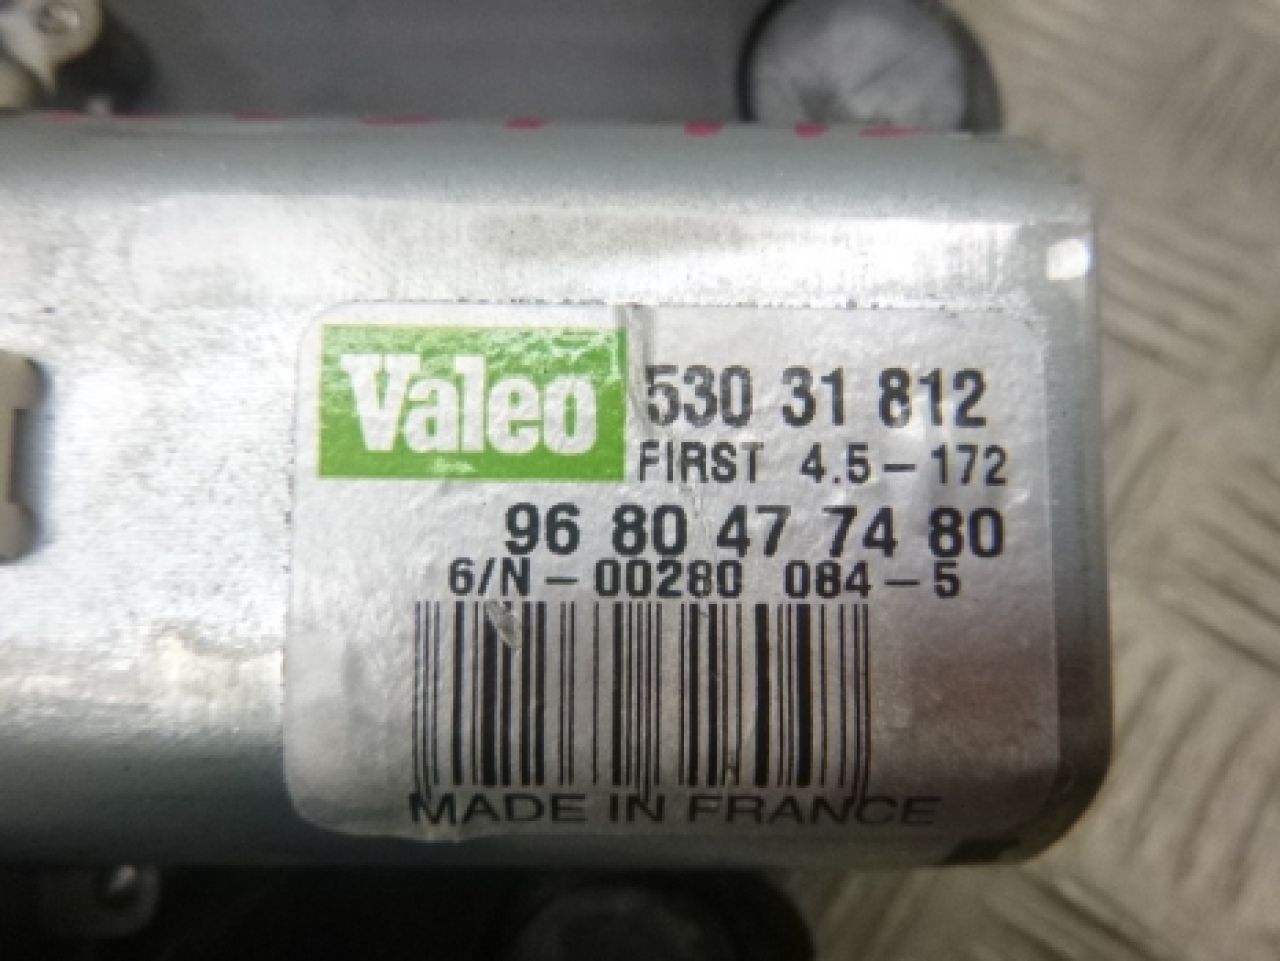 Valeo
530 31 812
FIRST 4.5-172
96 80 47 74 80
6/N-00280 084-5
MADE IN FRANCE